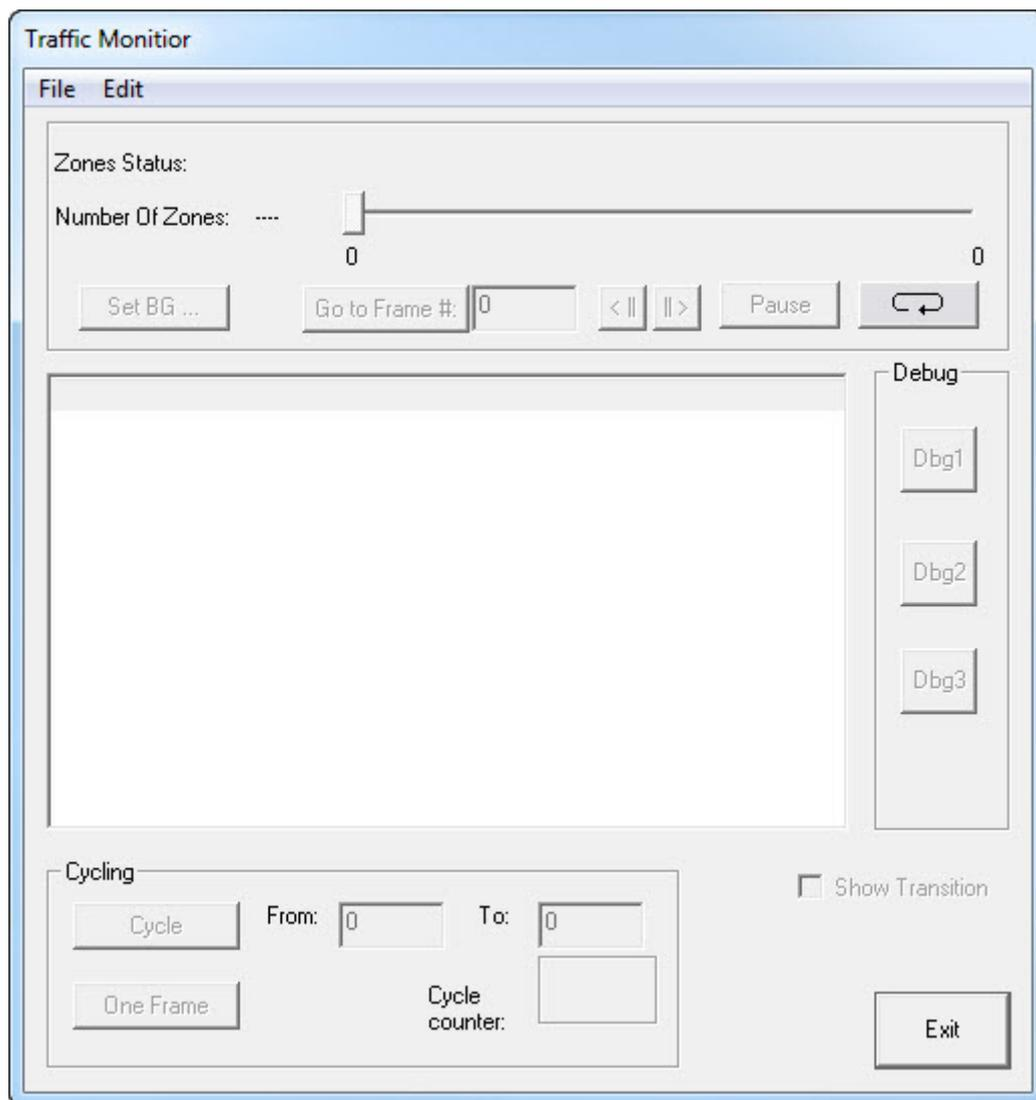 Traffic Monitior
File Edit
Zones Status:
Number Of Zones: ----
0 0
Set BG ... Go to Frame #: 0 < || || > Pause
Debug
Dbg1
Dbg2
Dbg3
Cycling
Show Transition
Cycle From: 0 To: 0
One Frame Cycle
counter:
Exit